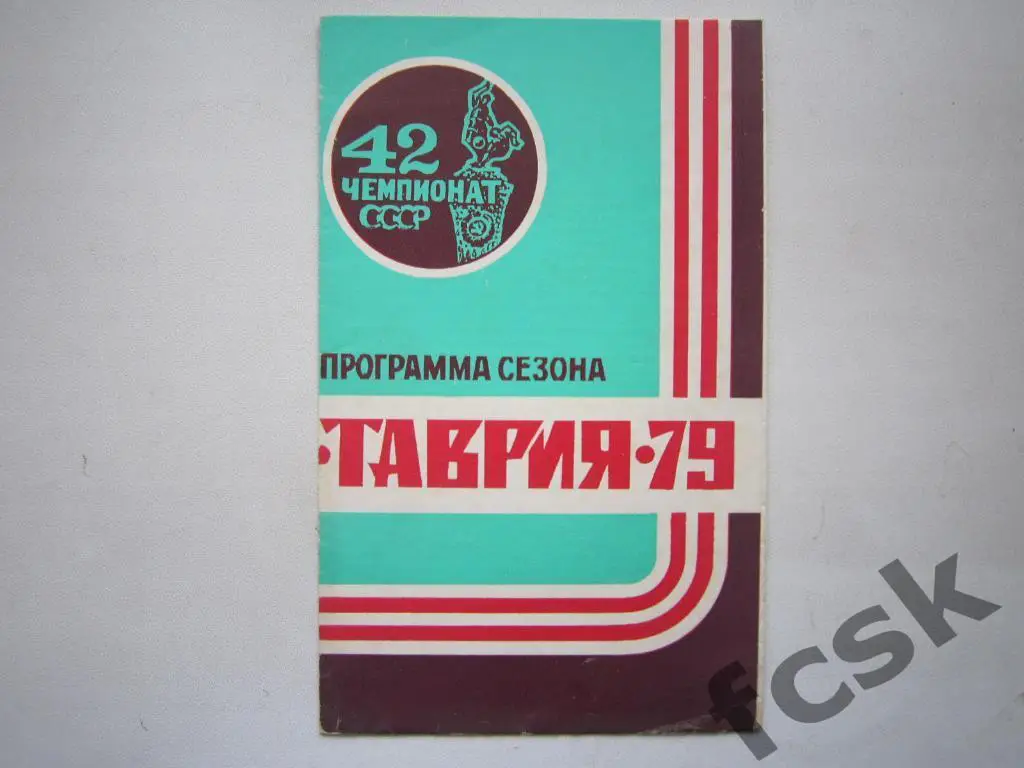 42
ЧЕМПИОНАТ
СССР
ПРОГРАММА СЕЗОНА
•ТАВРИЯ•79
fcsk